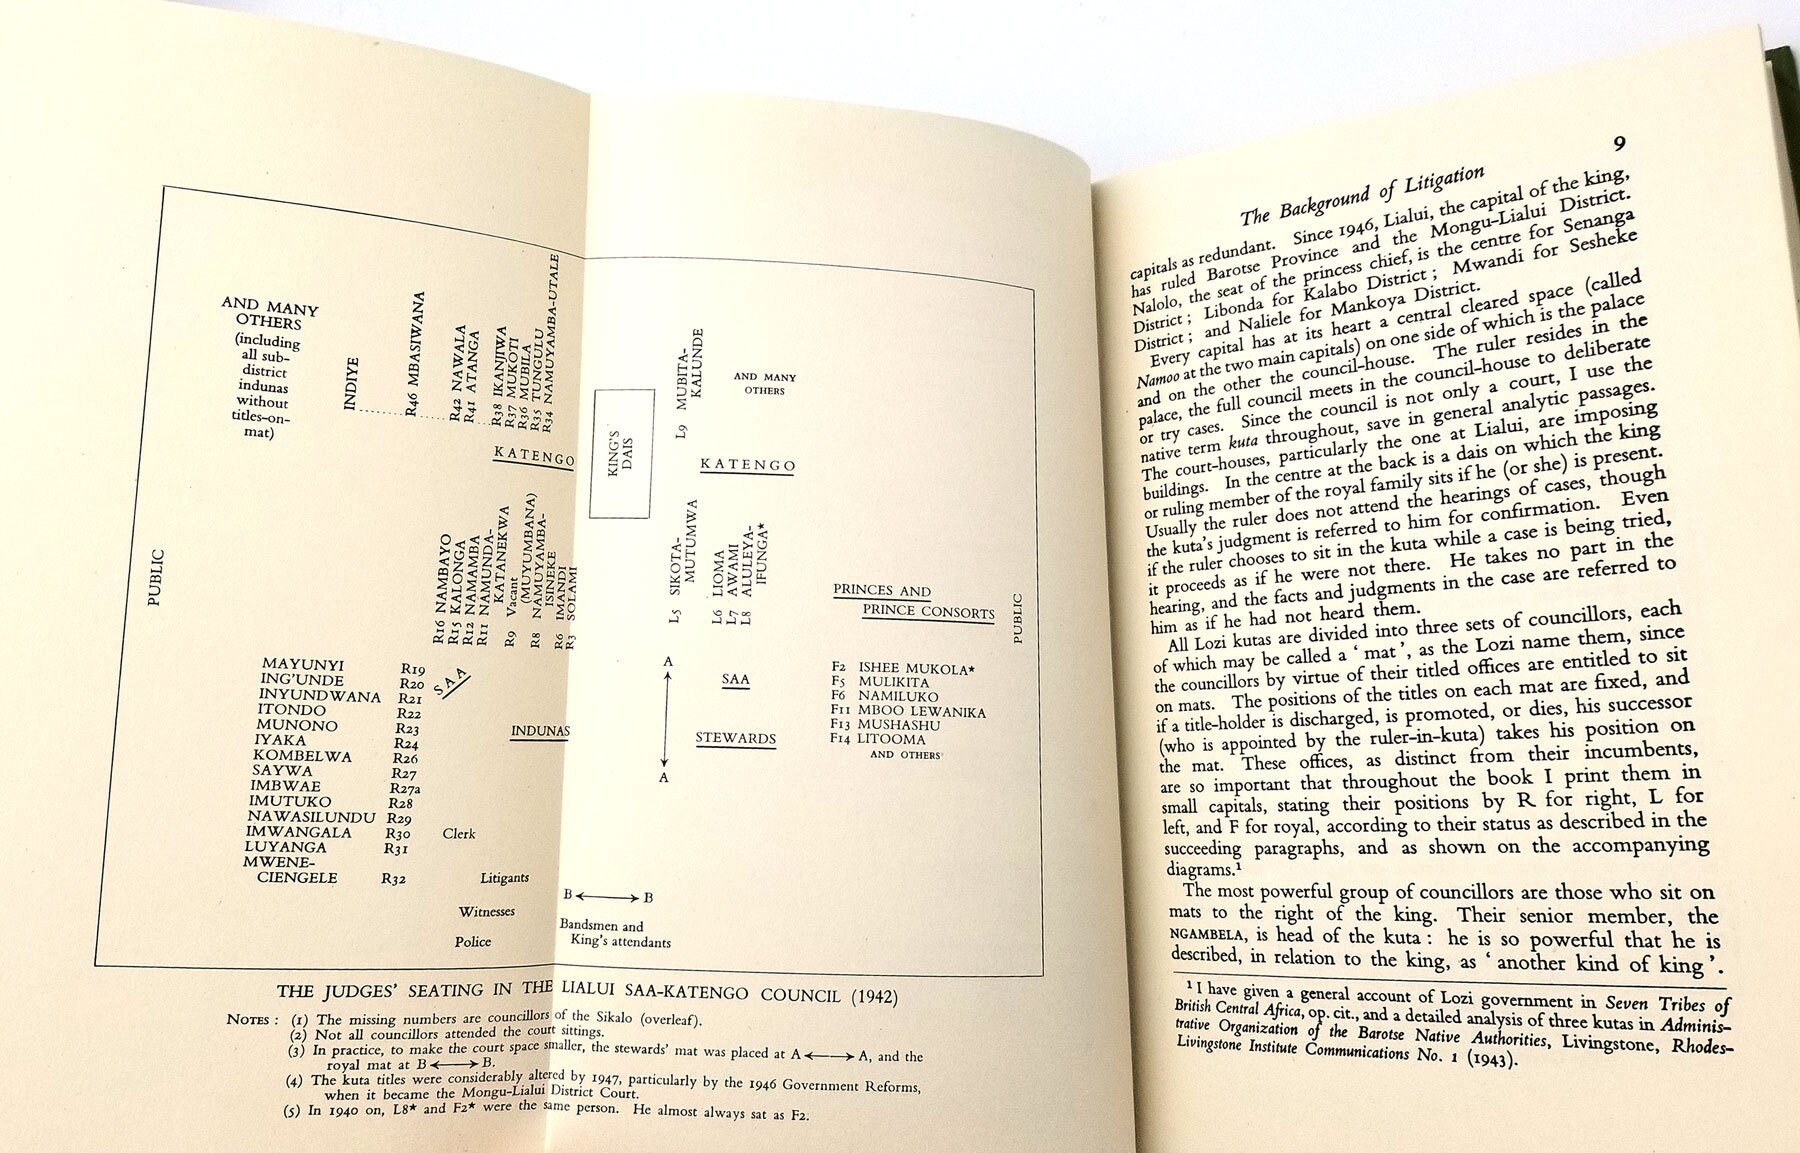 AND MANY
OTHERS
(including
all sub-
district
indunas
without
titles-on-
mat)
INDIYE
R46 MBASIWANA
R42 NAWALA
R41 ATANGA
R38 IKANJIWA
R37 MUKOTI
R36 MUBILA
R35 TUNGULU
R34 NAMUYAMBA-UTALE
KATENGO
KING'S
DAIS
L9 MUBITA-
KALUNDE
AND MANY
OTHERS
KATENGO
PUBLIC
R16 NAMBAYO
R15 KALONGA
R12 NAMAMBA
R11 NAMUNDA-
KATANEKWA
R9 Vacant
(MUYUMBANA)
R8 NAMUYAMBA-
ISINEKE
R6 IMANDI
R3 SOLAMI
L5 SIKOTA-
MUTUMWA
L6 LIOMA
L7 AWAMI
L8 ALULEYA-
IFUNGA*
PRINCES AND
PRINCE CONSORTS
PUBLIC
MAYUNYI R19
ING'UNDE R20
INYUNDWANA R21
ITONDO R22
MUNONO R23
IYAKA R24
KOMBELWA R26
SAYWA R27
IMBWAE R27a
IMUTUKO R28
NAWASILUNDU R29
IMWANGALA R30
LUYANGA R31
MWENE-
CIENGELE R32
SAA
INDUNAS
Clerk
Litigants
Witnesses
Police
A
A
SAA
STEWARDS
F2 ISHEE MUKOLA*
F5 MULIKITA
F6 NAMILUKO
F11 MBOO LEWANIKA
F13 MUSHASHU
F14 LITOOMA
AND OTHERS
B B
Bandsmen and
King's attendants
THE JUDGES' SEATING IN THE LIALUI SAA-KATENGO COUNCIL (1942)
NOTES : (1) The missing numbers are councillors of the Sikalo (overleaf).
(2) Not all councillors attended the court sittings.
(3) In practice, to make the court space smaller, the stewards' mat was placed at A⟷A, and the
royal mat at B⟷B.
(4) The kuta titles were considerably altered by 1947, particularly by the 1946 Government Reforms,
when it became the Mongu-Lialui District Court.
(5) In 1940 on, L8* and F2* were the same person. He almost always sat as F2.
The Background of Litigation 9
capitals as redundant. Since 1946, Lialui, the capital of the king,
has ruled Barotse Province and the Mongu-Lialui District.
Nalolo, the seat of the princess chief, is the centre for Senanga
District ; Libonda for Kalabo District ; Mwandi for Sesheke
District ; and Naliele for Mankoya District.
Every capital has at its heart a central cleared space (called
Namoo at the two main capitals) on one side of which is the palace
and on the other the council-house. The ruler resides in the
palace, the full council meets in the council-house to deliberate
or try cases. Since the council is not only a court, I use the
native term kuta throughout, save in general analytic passages.
The court-houses, particularly the one at Lialui, are imposing
buildings. In the centre at the back is a dais on which the king
or ruling member of the royal family sits if he (or she) is present.
Usually the ruler does not attend the hearings of cases, though
the kuta's judgment is referred to him for confirmation. Even
if the ruler chooses to sit in the kuta while a case is being tried,
it proceeds as if he were not there. He takes no part in the
hearing, and the facts and judgments in the case are referred to
him as if he had not heard them.
All Lozi kutas are divided into three sets of councillors, each
of which may be called a ' mat ', as the Lozi name them, since
the councillors by virtue of their titled offices are entitled to sit
on mats. The positions of the titles on each mat are fixed, and
if a title-holder is discharged, is promoted, or dies, his successor
(who is appointed by the ruler-in-kuta) takes his position on
the mat. These offices, as distinct from their incumbents,
are so important that throughout the book I print them in
small capitals, stating their positions by R for right, L for
left, and F for royal, according to their status as described in the
succeeding paragraphs, and as shown on the accompanying
diagrams.¹
The most powerful group of councillors are those who sit on
mats to the right of the king. Their senior member, the
NGAMBELA, is head of the kuta : he is so powerful that he is
described, in relation to the king, as ' another kind of king '.
¹ I have given a general account of Lozi government in Seven Tribes of
British Central Africa, op. cit., and a detailed analysis of three kutas in Adminis-
trative Organization of the Barotse Native Authorities, Livingstone, Rhodes-
Livingstone Institute Communications No. 1 (1943).